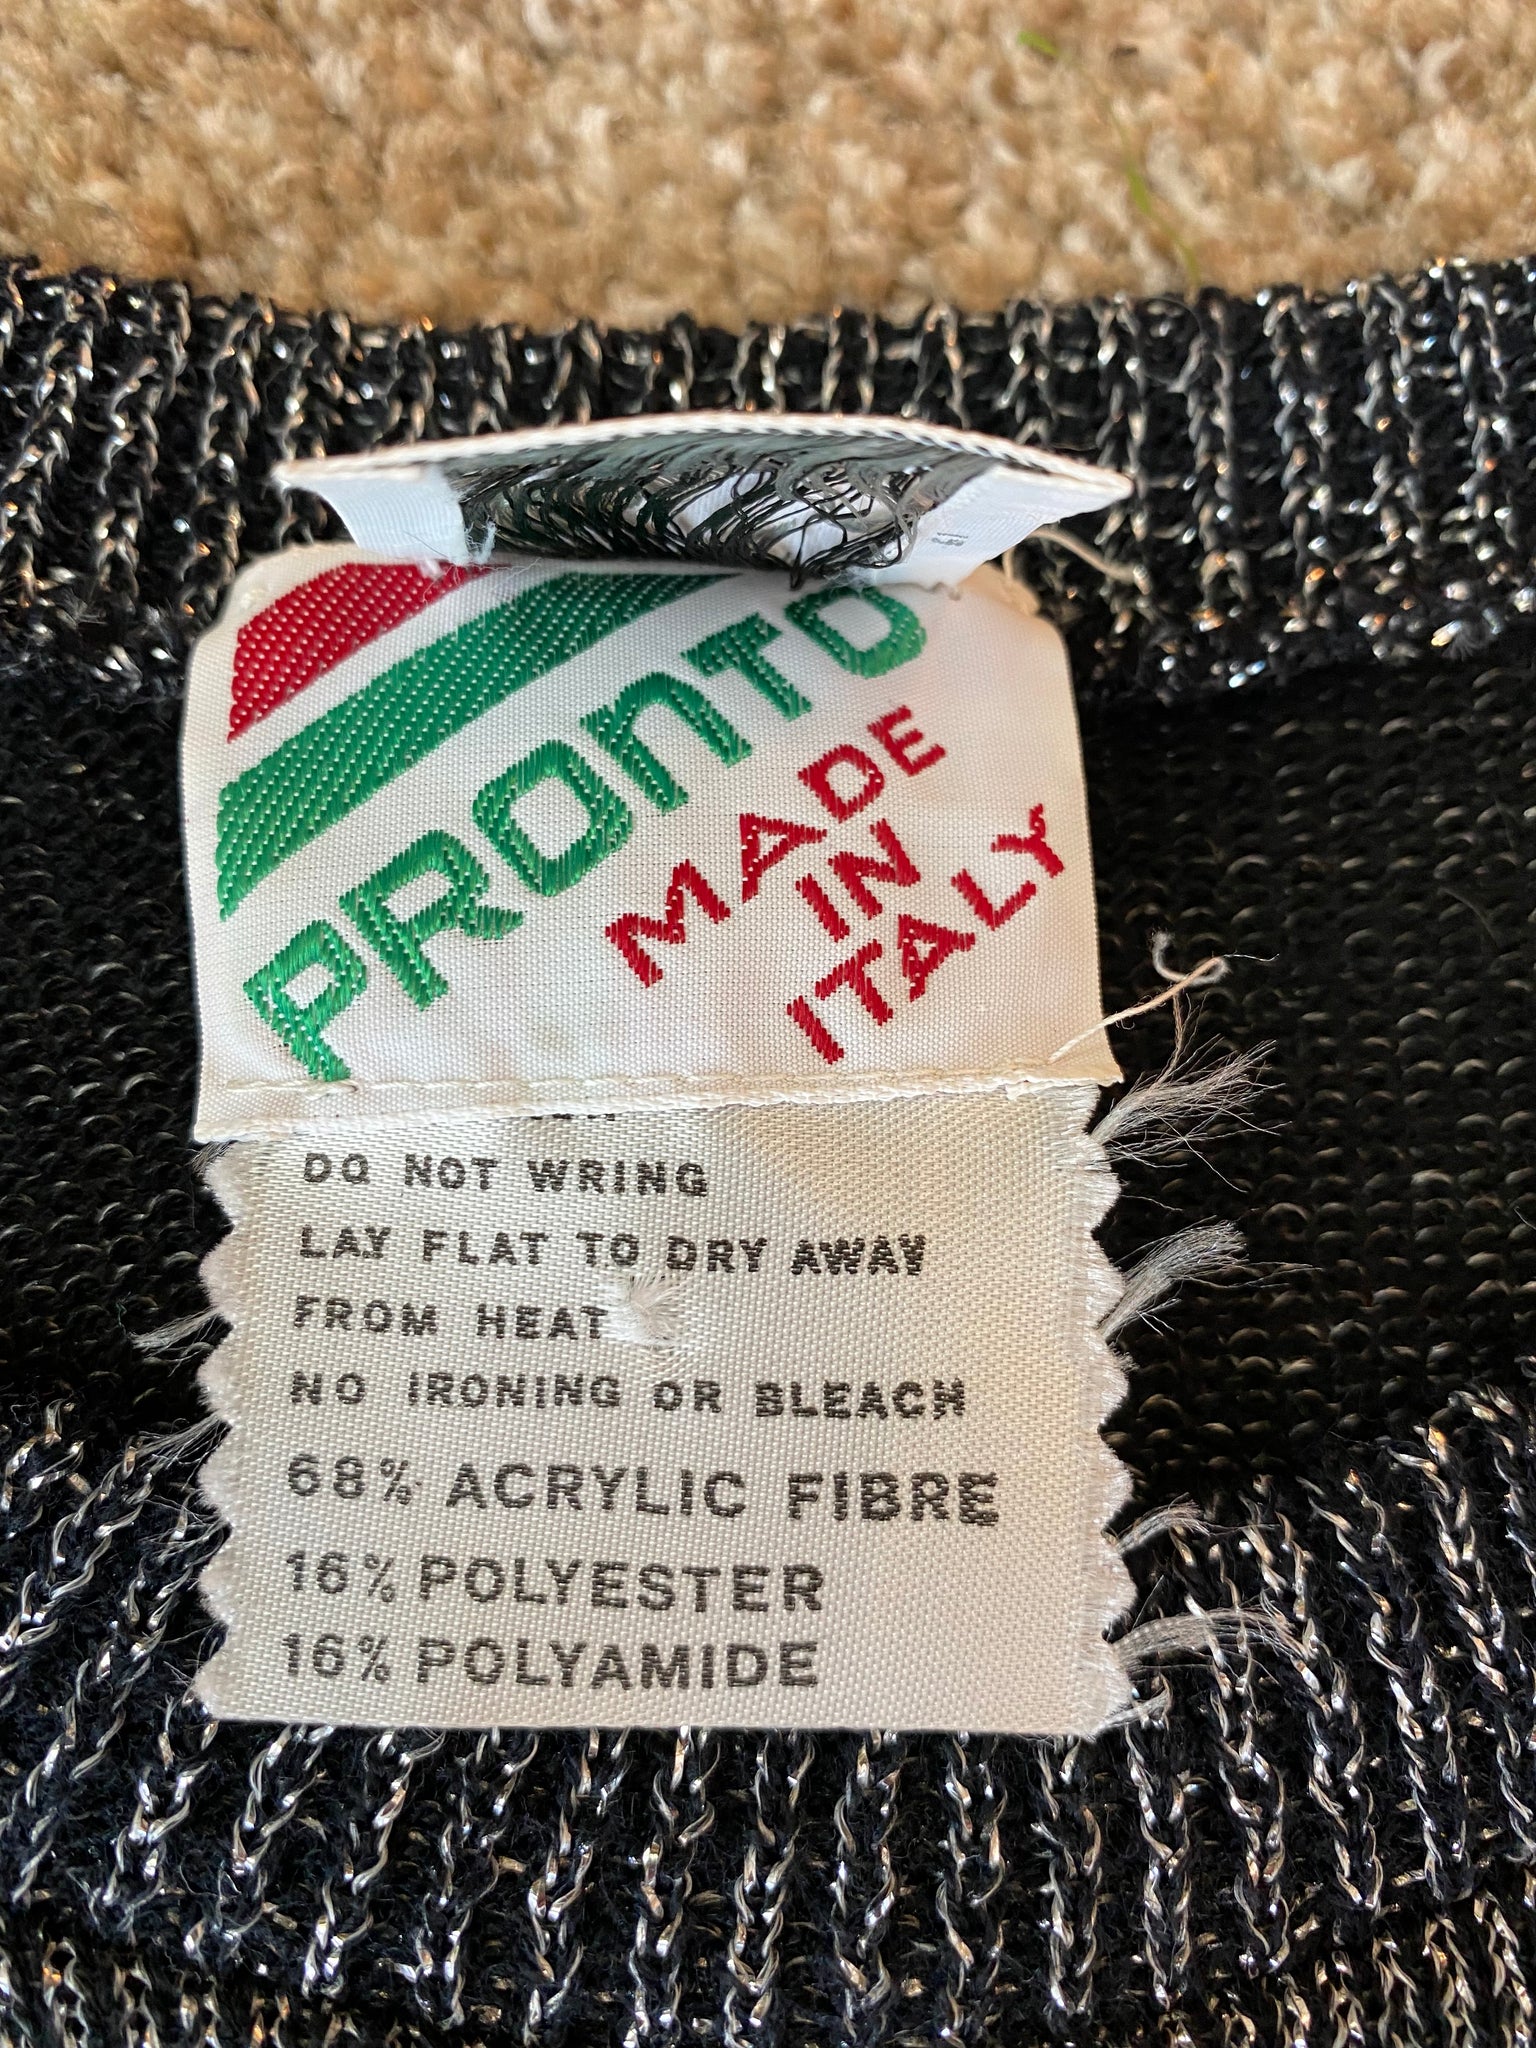 PRONTO
MADE
IN
ITALY
DO NOT WRING
LAY FLAT TO DRY AWAY
FROM HEAT
NO IRONING OR BLEACH
68% ACRYLIC FIBRE
16% POLYESTER
16% POLYAMIDE